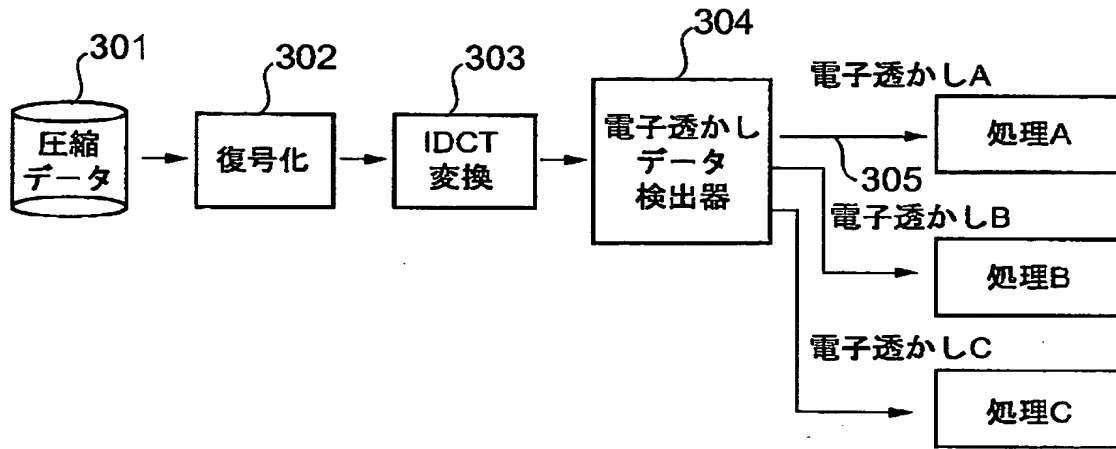 301
圧縮
データ
302
復号化
303
IDCT
変換
304
電子透かし
データ
検出器
電子透かしA
305
処理A
電子透かしB
処理B
電子透かしC
処理C